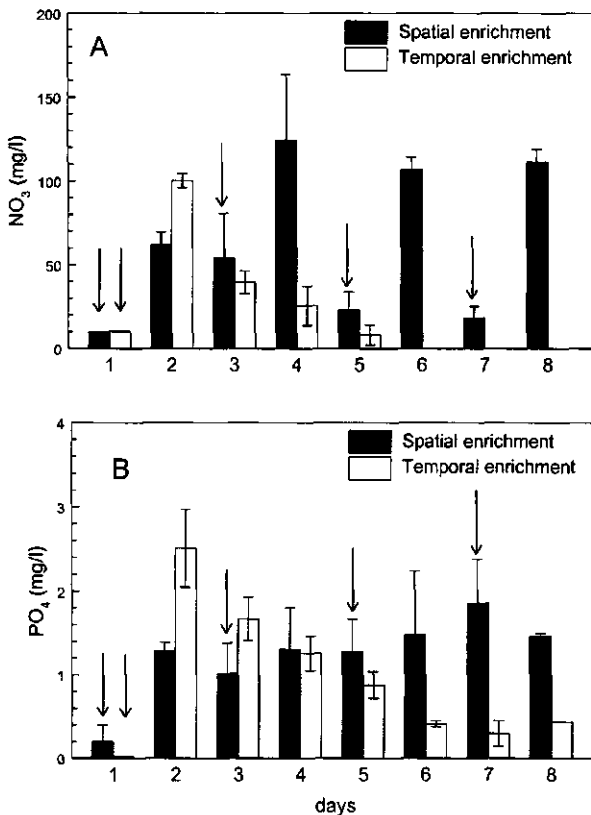 A
Spatial enrichment
Temporal enrichment
NO3 (mg/l)
200
150
100
50
0
1 2 3 4 5 6 7 8
B
Spatial enrichment
Temporal enrichment
PO4 (mg/l)
4
3
2
1
0
1 2 3 4 5 6 7 8
days